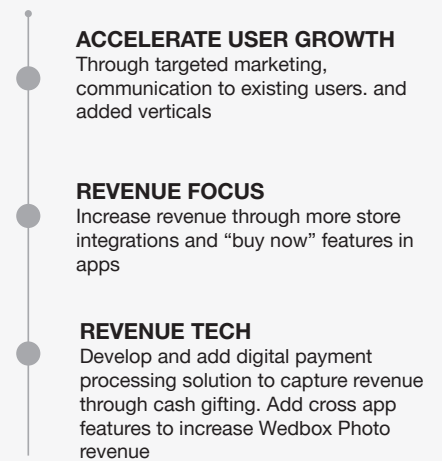 ACCELERATE USER GROWTH
Through targeted marketing,
communication to existing users. and
added verticals
REVENUE FOCUS
Increase revenue through more store
integrations and “buy now” features in
apps
REVENUE TECH
Develop and add digital payment
processing solution to capture revenue
through cash gifting. Add cross app
features to increase Wedbox Photo
revenue